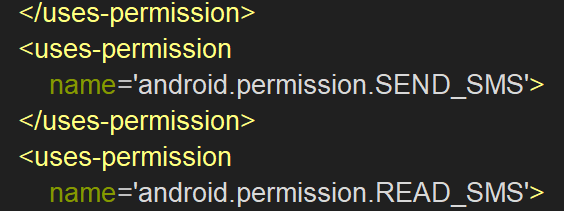 </uses-permission>
<uses-permission
name='android.permission.SEND_SMS'>
</uses-permission>
<uses-permission
name='android.permission.READ_SMS'>